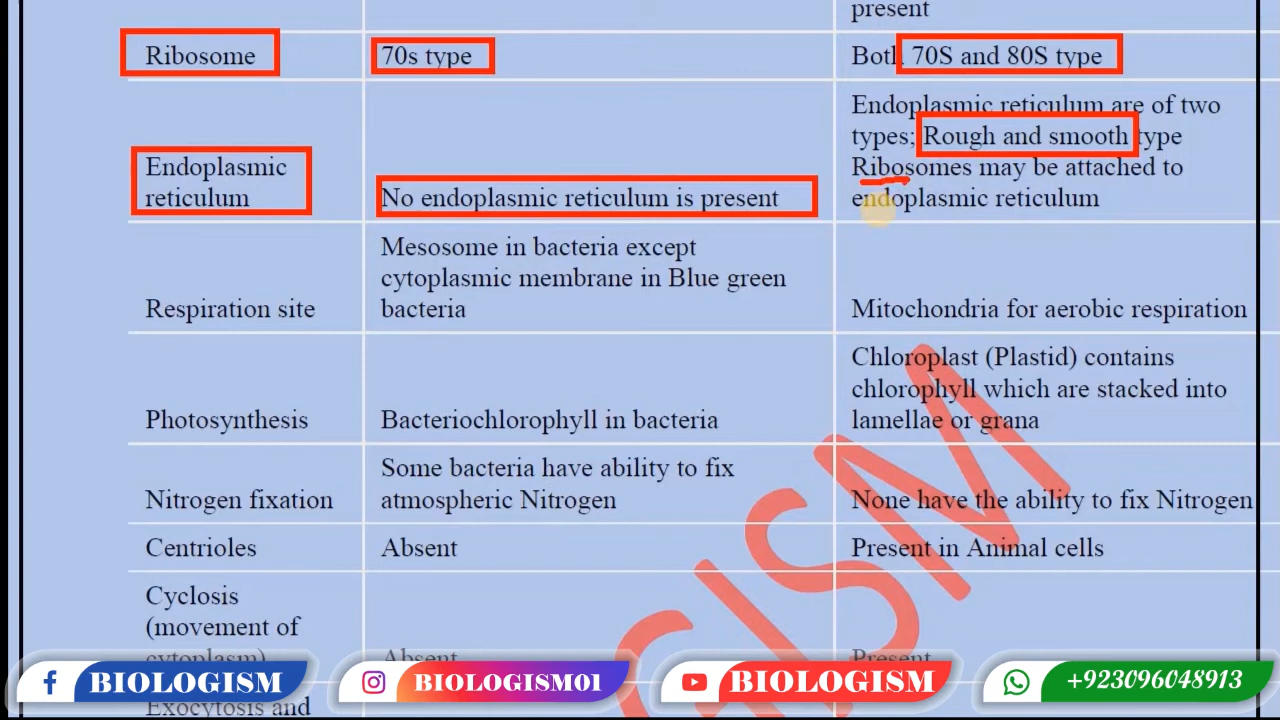 present
Ribosome
70s type
Both 70S and 80S type
Endoplasmic
reticulum
No endoplasmic reticulum is present
Endoplasmic reticulum are of two
types; Rough and smooth type
Ribosomes may be attached to
endoplasmic reticulum
Respiration site
Mesosome in bacteria except
cytoplasmic membrane in Blue green
bacteria
Mitochondria for aerobic respiration
Photosynthesis
Bacteriochlorophyll in bacteria
Chloroplast (Plastid) contains
chlorophyll which are stacked into
lamellae or grana
Nitrogen fixation
Some bacteria have ability to fix
atmospheric Nitrogen
None have the ability to fix Nitrogen
Centrioles
Absent
Present in Animal cells
Cyclosis
(movement of
cytoplasm)
Absent
Present
Exocytosis and
GISM
BIOLOGISM
BIOLOGISM01
BIOLOGISM
+923096048913